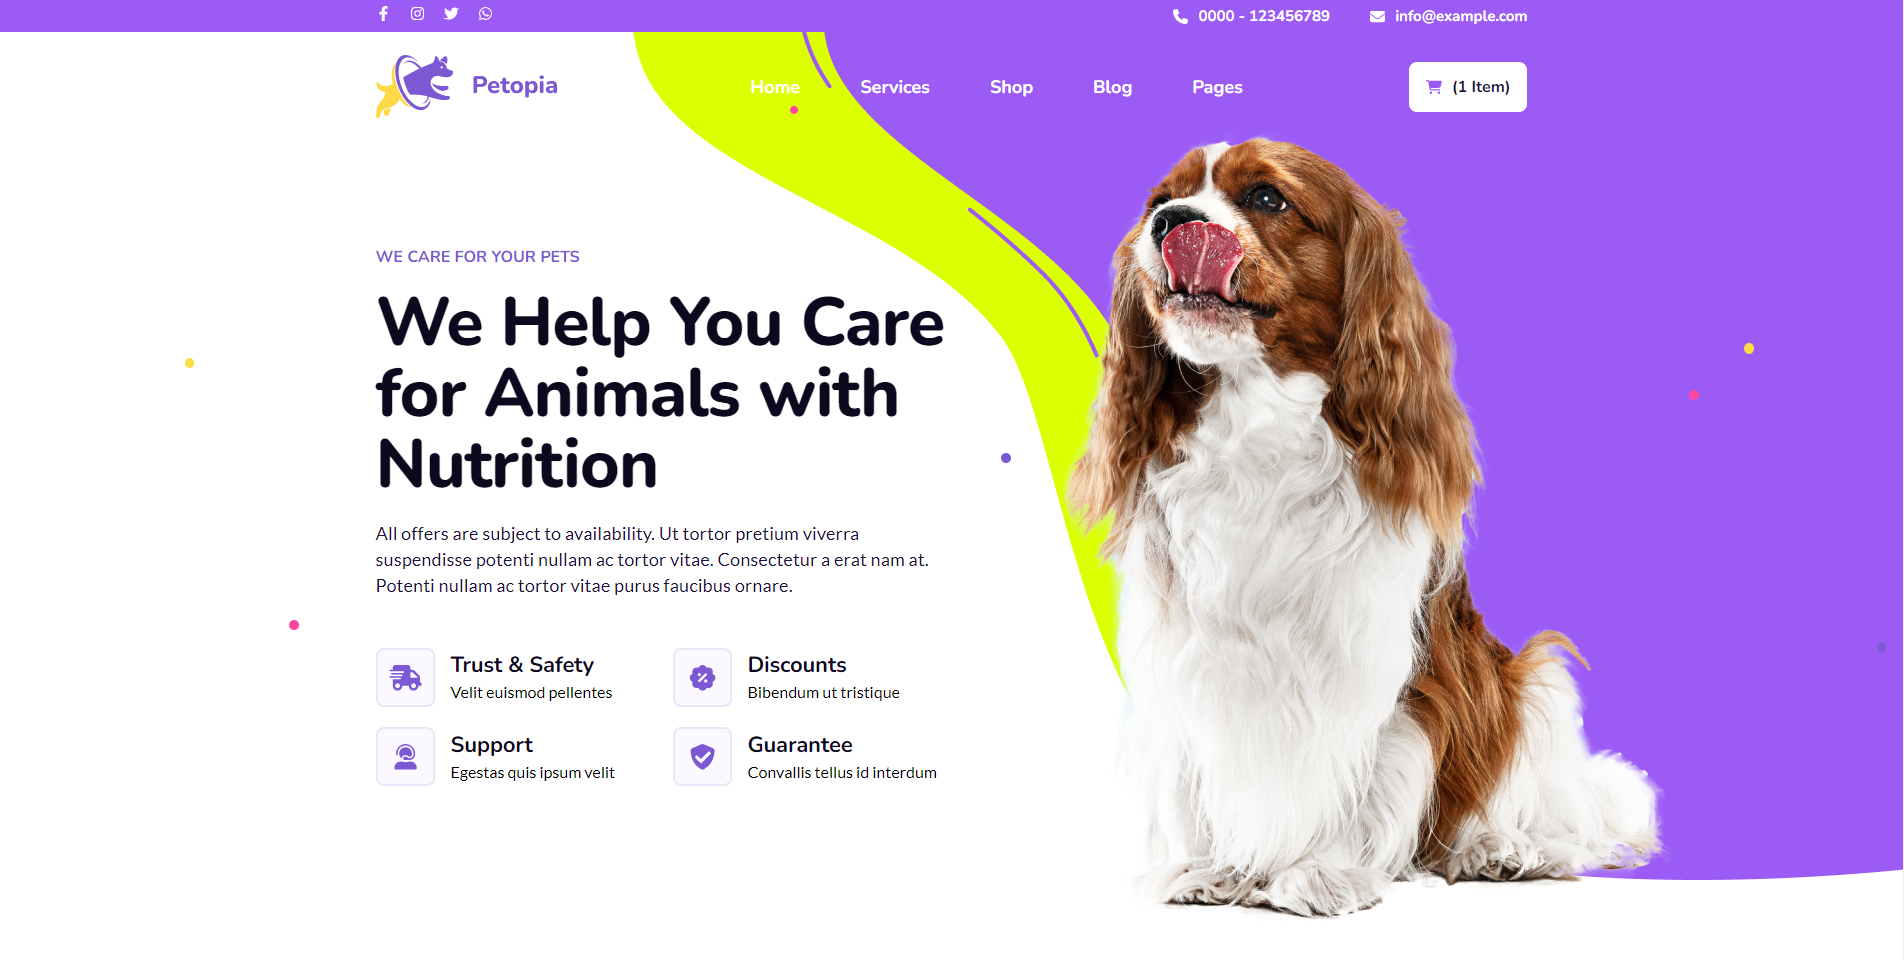 0000 - 123456789
info@example.com
Petopia
Home
Services
Shop
Blog
Pages
(1 Item)
WE CARE FOR YOUR PETS
We Help You Care
for Animals with
Nutrition
All offers are subject to availability. Ut tortor pretium viverra
suspendisse potenti nullam ac tortor vitae. Consectetur a erat nam at.
Potenti nullam ac tortor vitae purus faucibus ornare.
Trust & Safety
Velit euismod pellentes
Discounts
Bibendum ut tristique
Support
Egestas quis ipsum velit
Guarantee
Convallis tellus id interdum